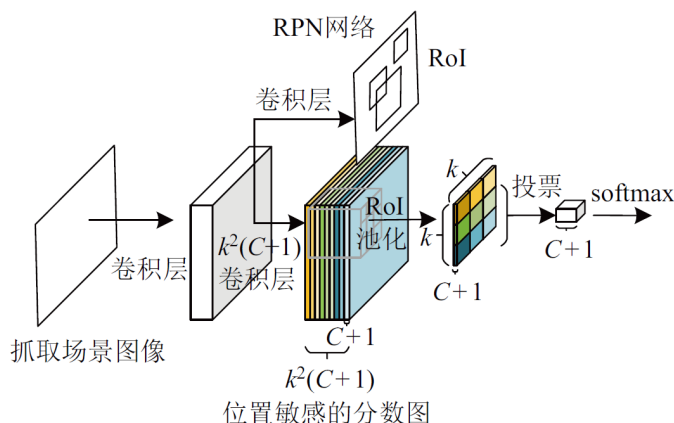 RPN网络
RoI
卷积层
k
投票
softmax
RoI
池化
k
k²(C+1)
卷积层
卷积层
C+1
C+1
C+1
抓取场景图像
k²(C+1)
位置敏感的分数图